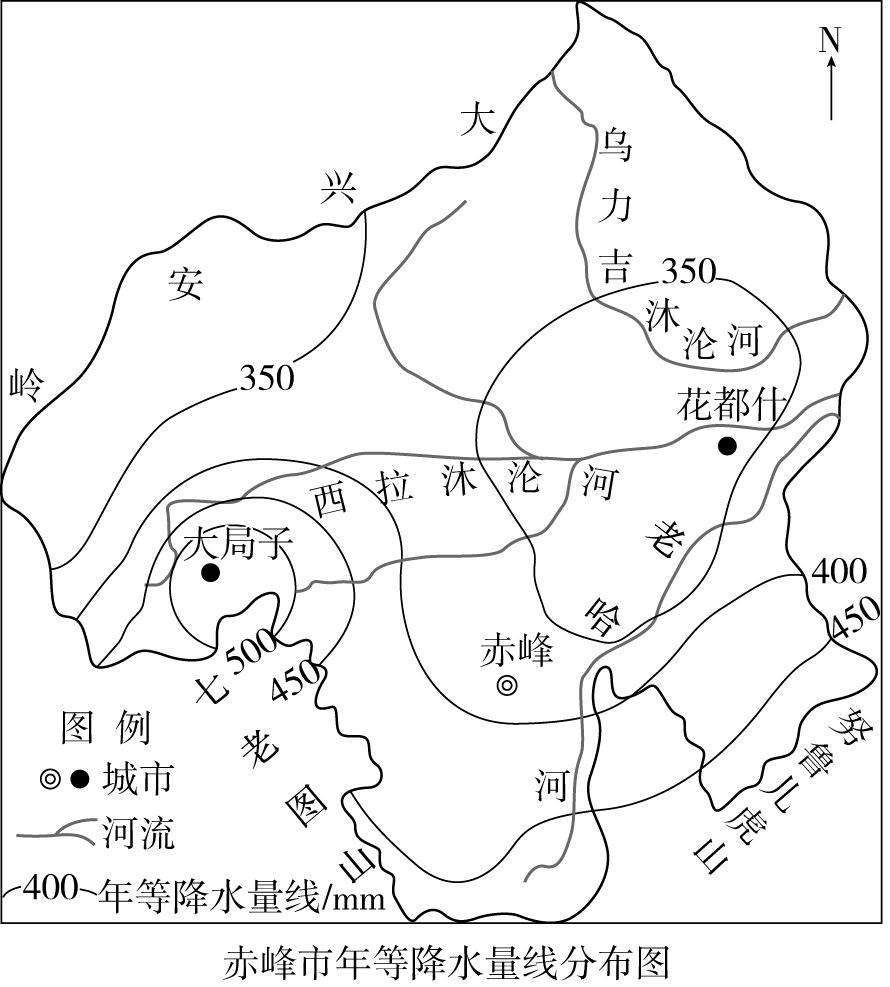 N
大
兴
安
岭
乌力吉沐沦河
350
350
花都什
西拉沐沦河
大局子
老哈河
400
450
赤峰
500
450
七老图山
努鲁儿虎山
图例
城市
河流
400 年等降水量线/mm
赤峰市年等降水量线分布图